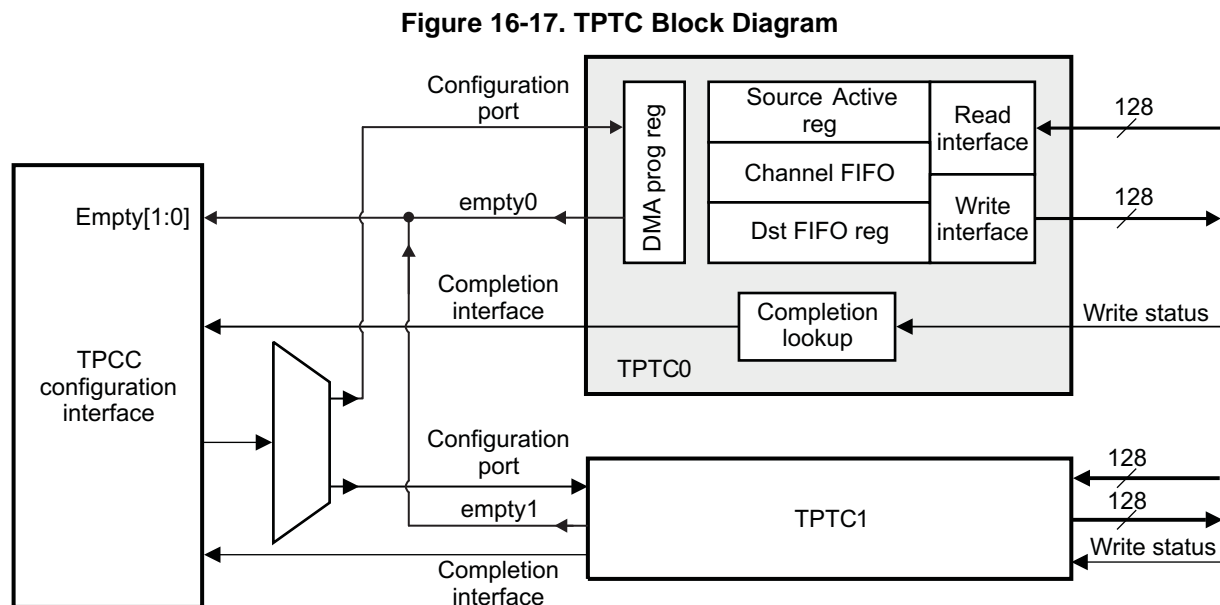 Figure 16-17. TPTC Block Diagram
Configuration
port
DMA prog reg
Source Active
reg
Read
interface
128
Channel FIFO
Empty[1:0]
empty0
Dst FIFO reg
Write
interface
128
Completion
interface
Completion
lookup
Write status
TPTC0
TPCC
configuration
interface
Configuration
port
128
empty1
TPTC1
128
Write status
Completion
interface